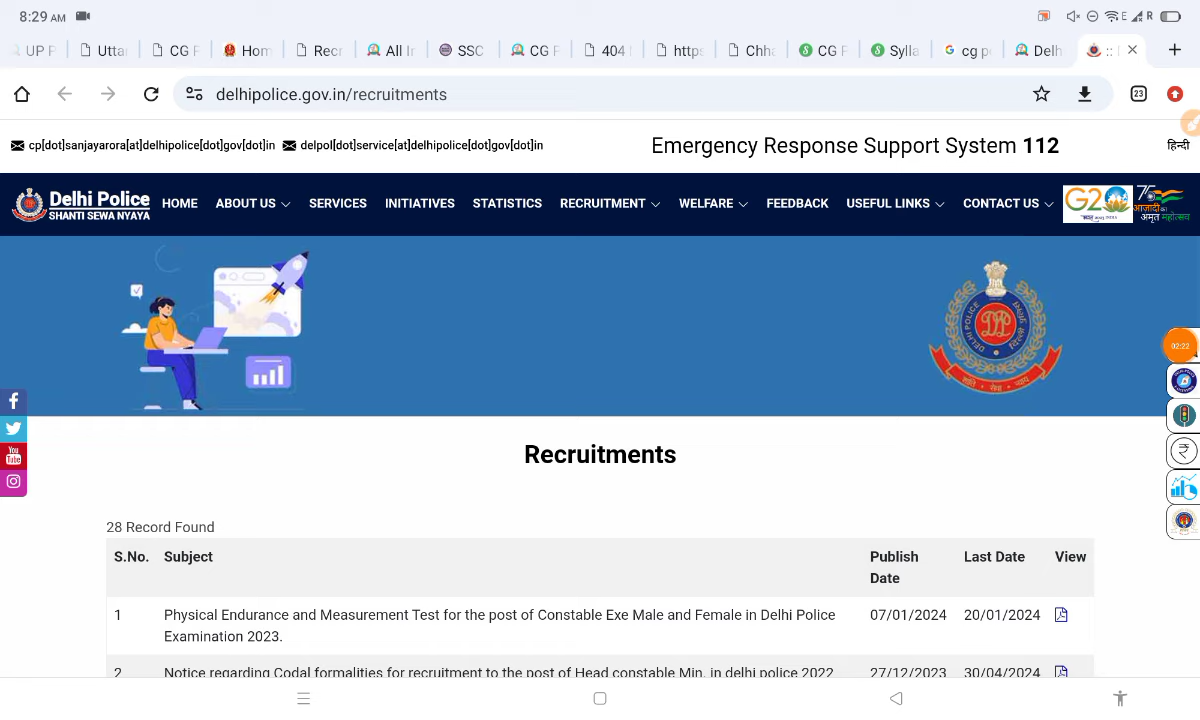 8:29 AM
E R
UP P
Uttar
CG P
Hom
Recr
All Ir
SSC
CG P
404
https
Chha
CG P
Sylla
cg po
Delh
::
delhipolice.gov.in/recruitments
23
cp[dot]sanjayarora[at]delhipolice[dot]gov[dot]in
delpol[dot]service[at]delhipolice[dot]gov[dot]in
Emergency Response Support System 112
हिन्दी
Delhi Police
SHANTI SEWA NYAYA
HOME ABOUT US SERVICES INITIATIVES STATISTICS RECRUITMENT WELFARE FEEDBACK USEFUL LINKS CONTACT US
G20
75
आज़ादी का
अमृत महोत्सव
DP
02:22
You
Tube
Recruitments
28 Record Found
S.No. Subject Publish Date Last Date View
1 Physical Endurance and Measurement Test for the post of Constable Exe Male and Female in Delhi Police 07/01/2024 20/01/2024
Examination 2023.
2 Notice regarding Codal formalities for recruitment to the post of Head constable Min. in delhi police 2022 27/12/2023 30/04/2024